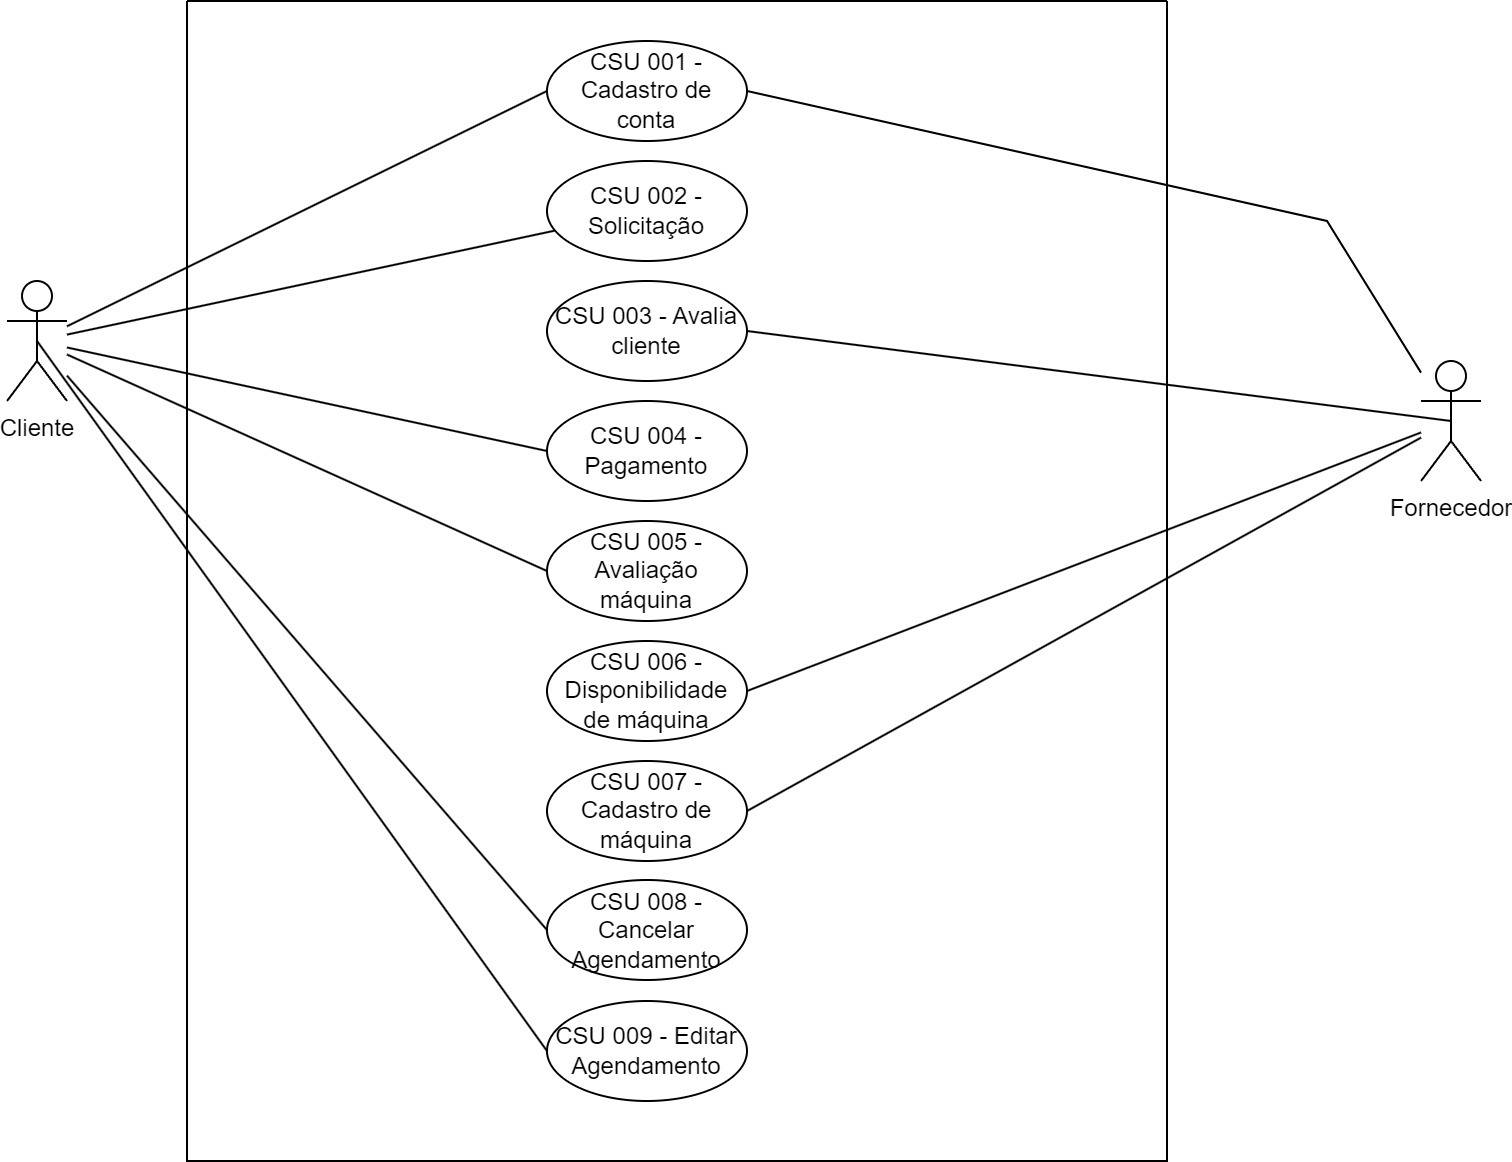 CSU 001 -
Cadastro de
conta
CSU 002 -
Solicitação
CSU 003 - Avalia
cliente
Cliente
CSU 004 -
Pagamento
Fornecedor
CSU 005 -
Avaliação
máquina
CSU 006 -
Disponibilidade
de máquina
CSU 007 -
Cadastro de
máquina
CSU 008 -
Cancelar
Agendamento
CSU 009 - Editar
Agendamento